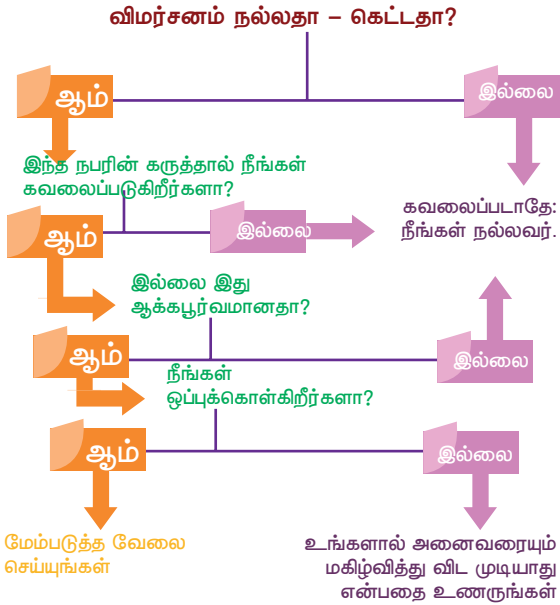 விமர்சனம் நல்லதா – கெட்டதா?
ஆம்
இல்லை
இந்த நபரின் கருத்தால் நீங்கள்
கவலைப்படுகிறீர்களா?
கவலைப்படாதே:
நீங்கள் நல்லவர்.
ஆம்
இல்லை
இல்லை இது
ஆக்கபூர்வமானதா?
ஆம்
இல்லை
நீங்கள்
ஒப்புக்கொள்கிறீர்களா?
ஆம்
இல்லை
மேம்படுத்த வேலை
செய்யுங்கள்
உங்களால் அனைவரையும்
மகிழ்வித்து விட முடியாது
என்பதை உணருங்கள்